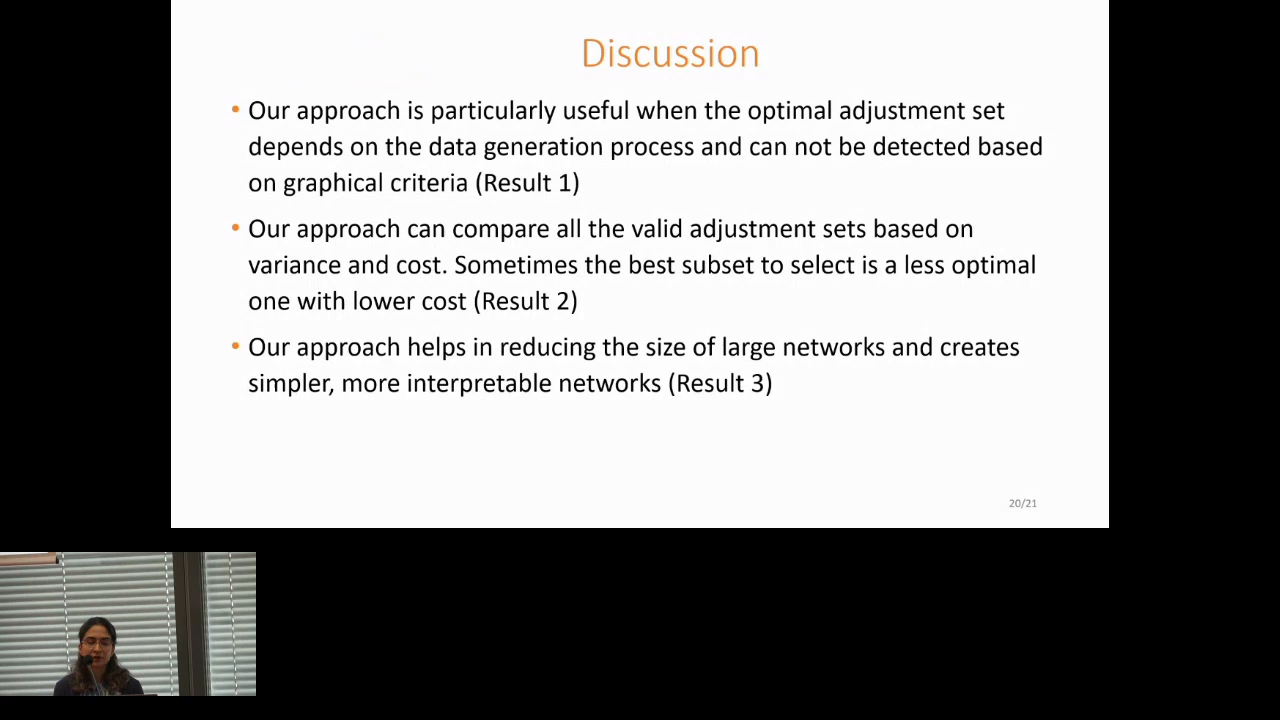 Discussion
• Our approach is particularly useful when the optimal adjustment set
depends on the data generation process and can not be detected based
on graphical criteria (Result 1)
• Our approach can compare all the valid adjustment sets based on
variance and cost. Sometimes the best subset to select is a less optimal
one with lower cost (Result 2)
• Our approach helps in reducing the size of large networks and creates
simpler, more interpretable networks (Result 3)
20/21